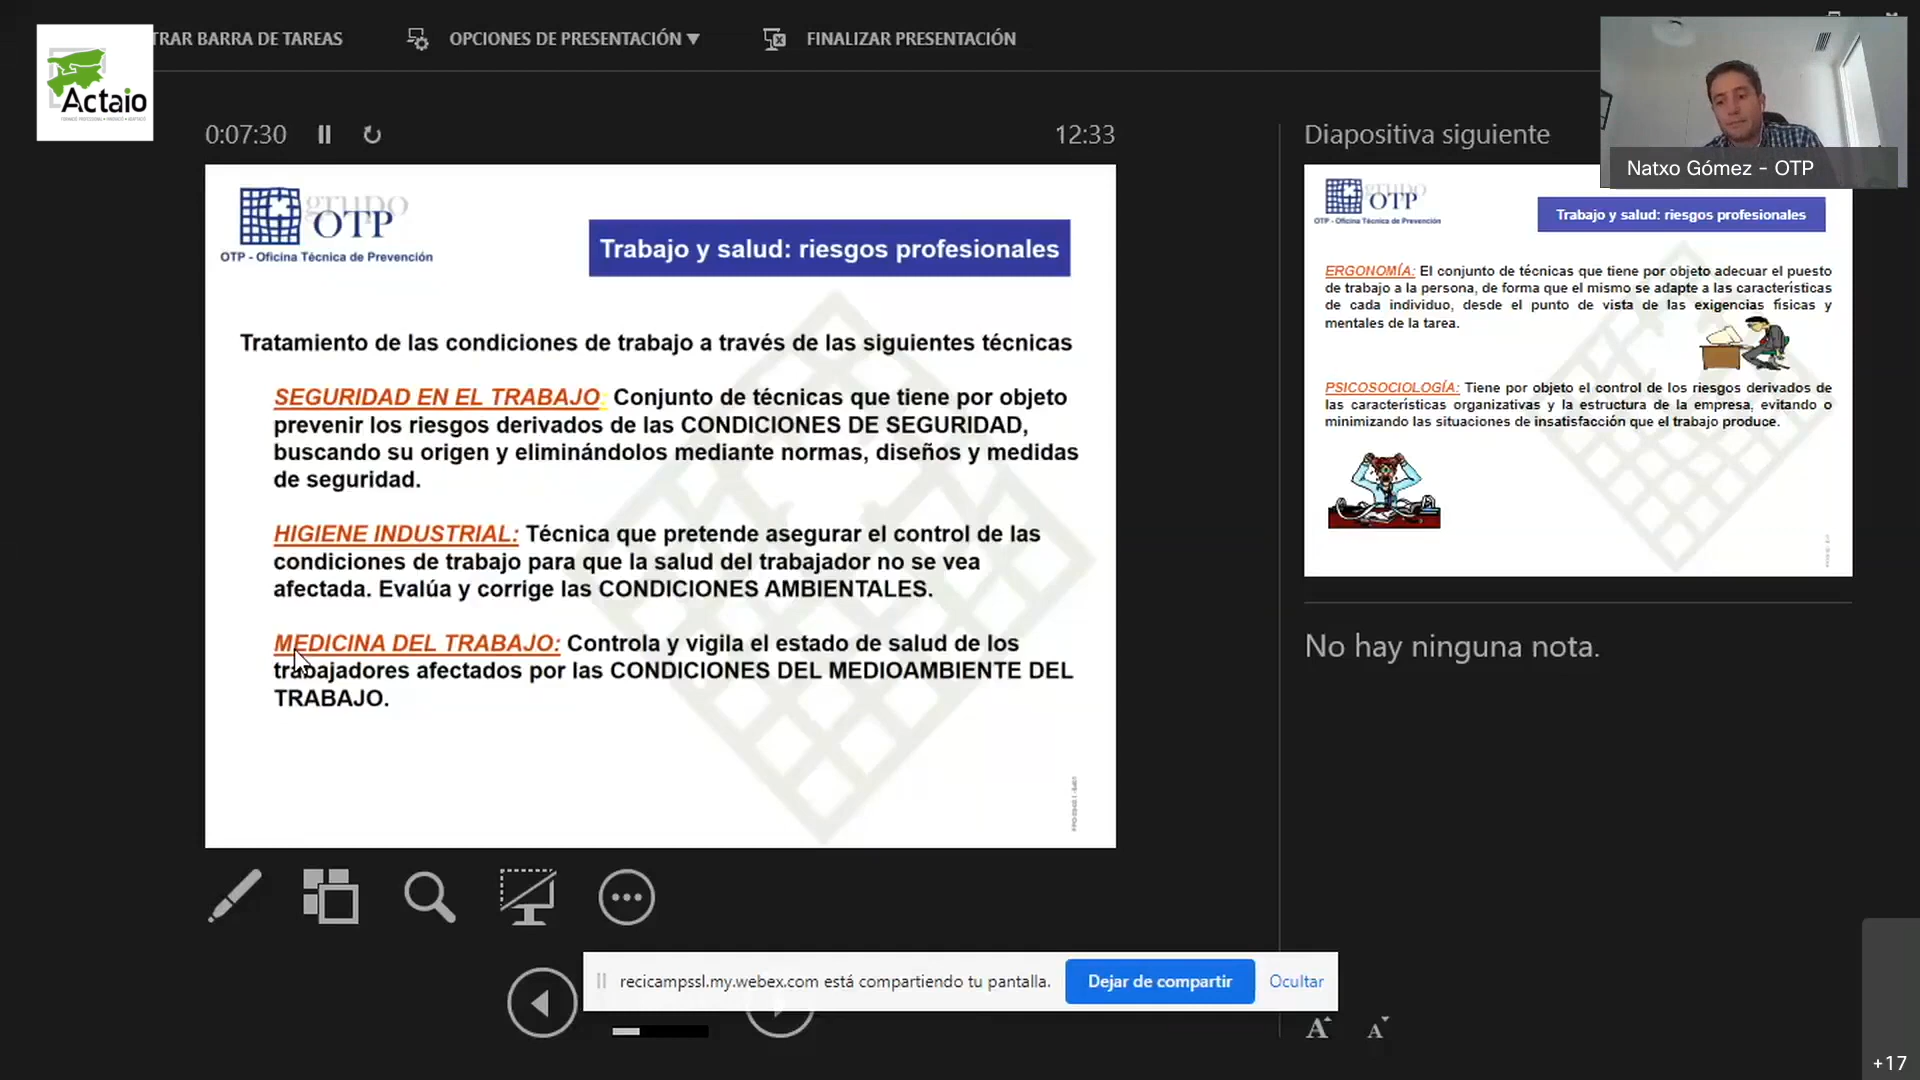 TRAR BARRA DE TAREAS
OPCIONES DE PRESENTACIÓN
FINALIZAR PRESENTACIÓN
Actaio
0:07:30
12:33
grupo
OTP
OTP - Oficina Técnica de Prevención
Trabajo y salud: riesgos profesionales
Tratamiento de las condiciones de trabajo a través de las siguientes técnicas
SEGURIDAD EN EL TRABAJO: Conjunto de técnicas que tiene por objeto
prevenir los riesgos derivados de las CONDICIONES DE SEGURIDAD,
buscando su origen y eliminándolos mediante normas, diseños y medidas
de seguridad.
HIGIENE INDUSTRIAL: Técnica que pretende asegurar el control de las
condiciones de trabajo para que la salud del trabajador no se vea
afectada. Evalúa y corrige las CONDICIONES AMBIENTALES.
MEDICINA DEL TRABAJO: Controla y vigila el estado de salud de los
trabajadores afectados por las CONDICIONES DEL MEDIOAMBIENTE DEL
TRABAJO.
Diapositiva siguiente
Natxo Gómez - OTP
grupo
OTP
OTP - Oficina Técnica de Prevención
Trabajo y salud: riesgos profesionales
ERGONOMÍA: El conjunto de técnicas que tiene por objeto adecuar el puesto
de trabajo a la persona, de forma que el mismo se adapte a las características
de cada individuo, desde el punto de vista de las exigencias físicas y
mentales de la tarea.
PSICOSOCIOLOGÍA: Tiene por objeto el control de los riesgos derivados de
las características organizativas y la estructura de la empresa, evitando o
minimizando las situaciones de insatisfacción que el trabajo produce.
No hay ninguna nota.
recicampssl.my.webex.com está compartiendo tu pantalla.
Dejar de compartir
Ocultar
A A
+17